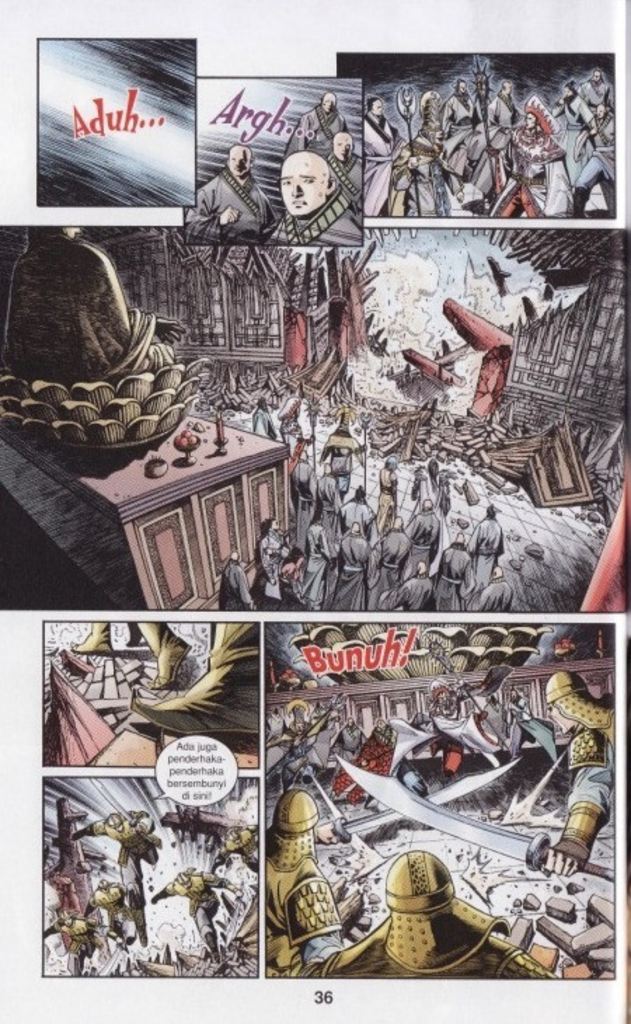 Aduh...
Argh...
Ada juga
penderhaka-
penderhaka
bersembunyi
di sini!
Bunuh!
36